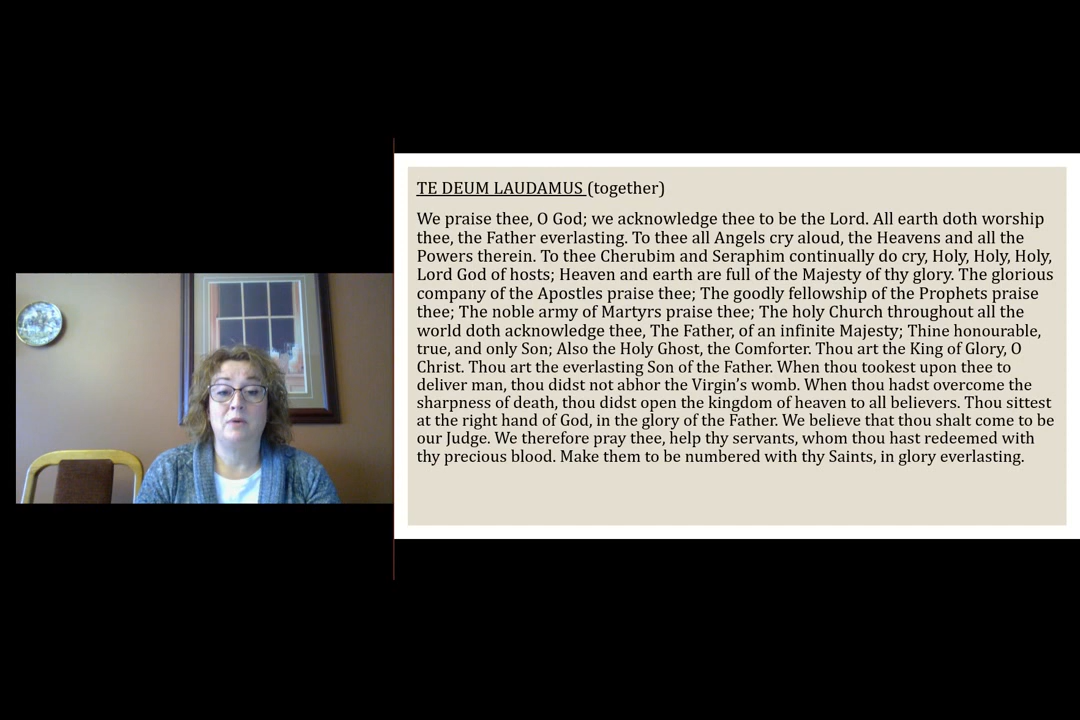 TE DEUM LAUDAMUS (together)
We praise thee, O God; we acknowledge thee to be the Lord. All earth doth worship
thee, the Father everlasting. To thee all Angels cry aloud, the Heavens and all the
Powers therein. To thee Cherubim and Seraphim continually do cry, Holy, Holy, Holy,
Lord God of hosts; Heaven and earth are full of the Majesty of thy glory. The glorious
company of the Apostles praise thee; The goodly fellowship of the Prophets praise
thee; The noble army of Martyrs praise thee; The holy Church throughout all the
world doth acknowledge thee, The Father, of an infinite Majesty; Thine honourable,
true, and only Son; Also the Holy Ghost, the Comforter. Thou art the King of Glory, O
Christ. Thou art the everlasting Son of the Father. When thou tookest upon thee to
deliver man, thou didst not abhor the Virgin’s womb. When thou hadst overcome the
sharpness of death, thou didst open the kingdom of heaven to all believers. Thou sittest
at the right hand of God, in the glory of the Father. We believe that thou shalt come to be
our Judge. We therefore pray thee, help thy servants, whom thou hast redeemed with
thy precious blood. Make them to be numbered with thy Saints, in glory everlasting.